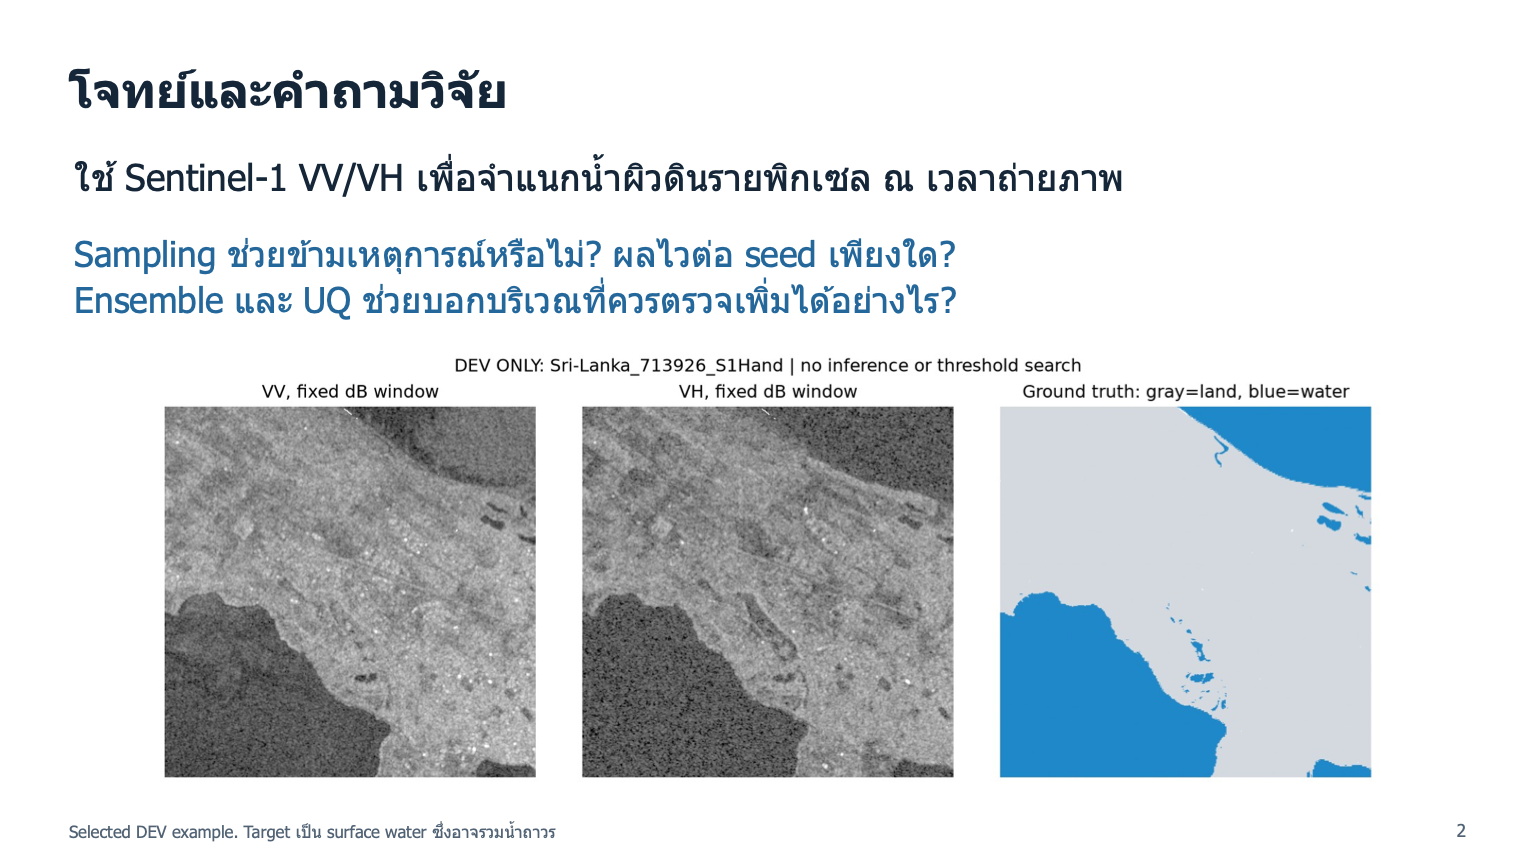 โจทย์และคำถามวิจัย
ใช้ Sentinel-1 VV/VH เพื่อจำแนกน้ำผิวดินรายพิกเซล ณ เวลาถ่ายภาพ
Sampling ช่วยข้ามเหตุการณ์หรือไม่? ผลไวต่อ seed เพียงใด?
Ensemble และ UQ ช่วยบอกบริเวณที่ควรตรวจเพิ่มได้อย่างไร?
DEV ONLY: Sri-Lanka_713926_S1Hand | no inference or threshold search
VV, fixed dB window
VH, fixed dB window
Ground truth: gray=land, blue=water
Selected DEV example. Target เป็น surface water ซึ่งอาจรวมน้ำถาวร
2